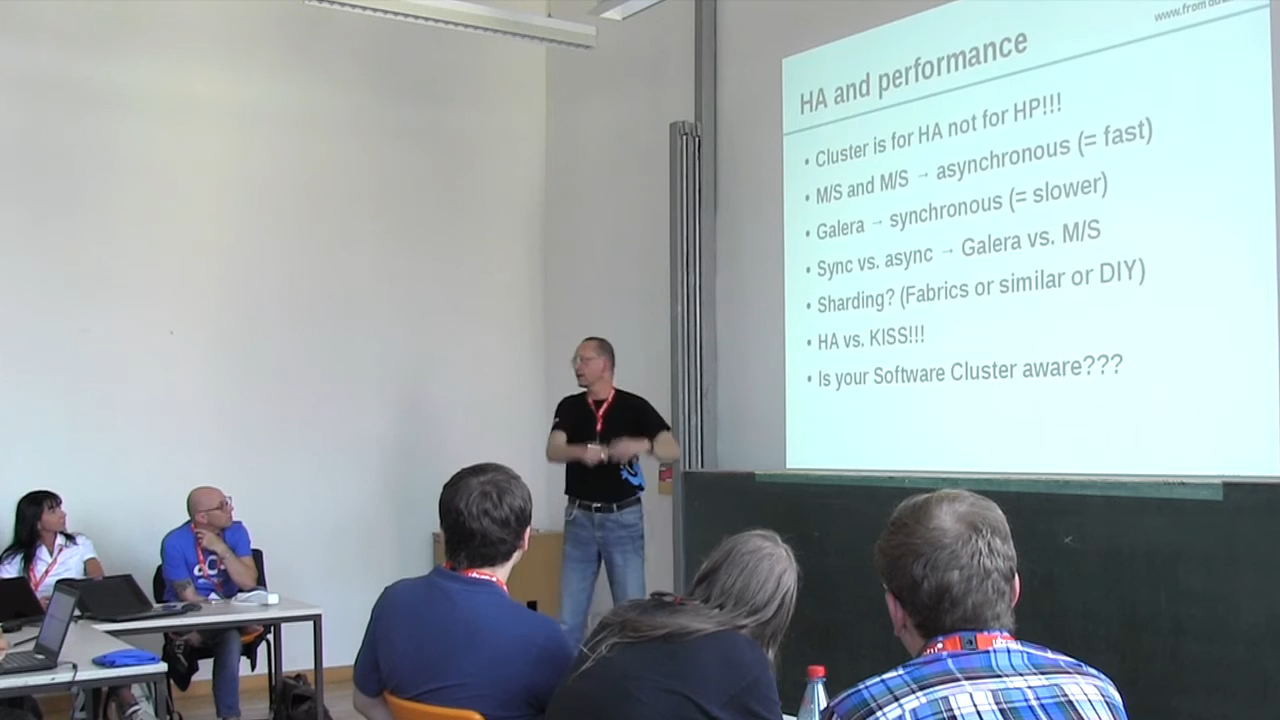 HA and performance
• Cluster is for HA not for HP!!!
• M/S and M/S → asynchronous (= fast)
• Galera → synchronous (= slower)
• Sync vs. async → Galera vs. M/S
• Sharding? (Fabrics or similar or DIY)
• HA vs. KISS!!!
• Is your Software Cluster aware???